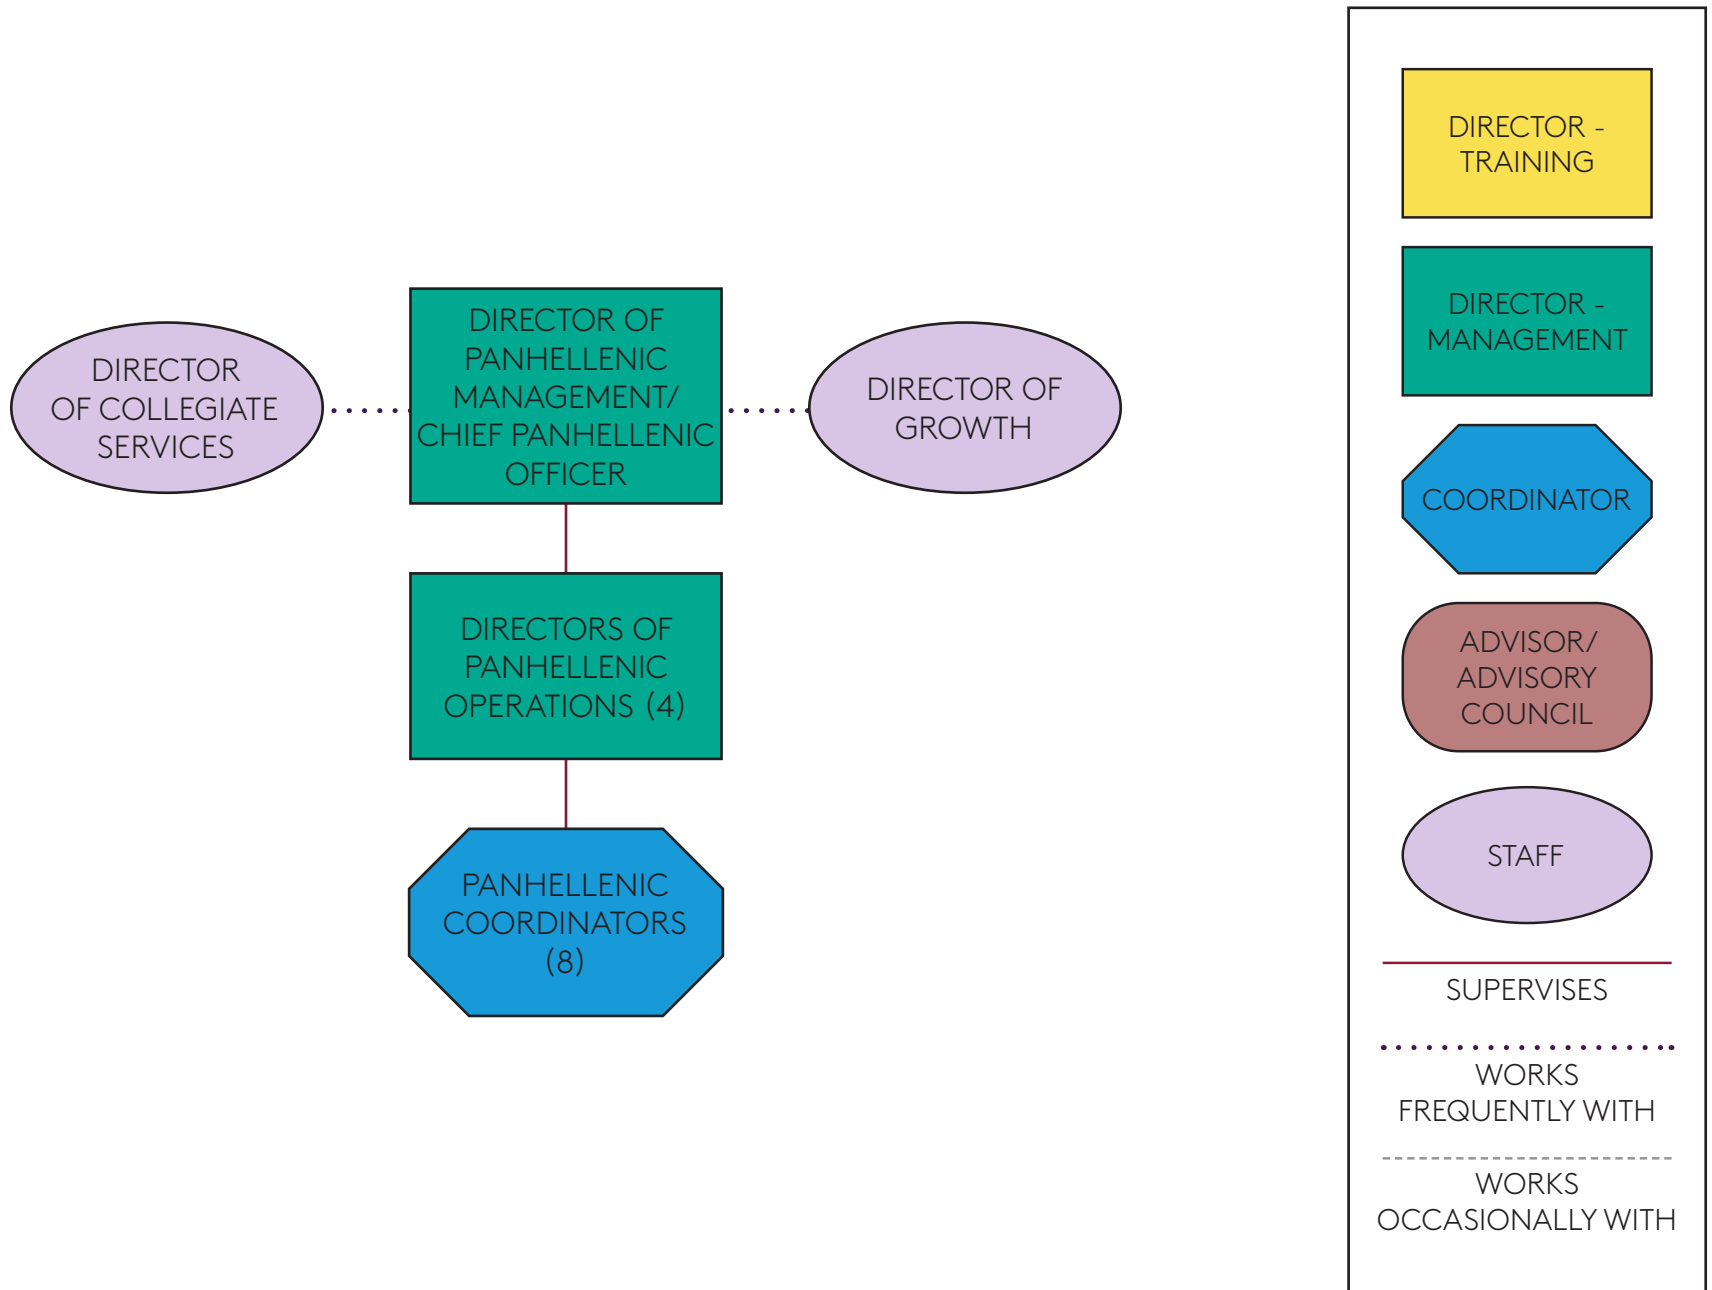 DIRECTOR
OF COLLEGIATE
SERVICES
DIRECTOR OF
PANHELLENIC
MANAGEMENT/
CHIEF PANHELLENIC
OFFICER
DIRECTOR OF
GROWTH
DIRECTORS OF
PANHELLENIC
OPERATIONS (4)
PANHELLENIC
COORDINATORS
(8)
DIRECTOR -
TRAINING
DIRECTOR -
MANAGEMENT
COORDINATOR
ADVISOR/
ADVISORY
COUNCIL
STAFF
SUPERVISES
WORKS
FREQUENTLY WITH
WORKS
OCCASIONALLY WITH